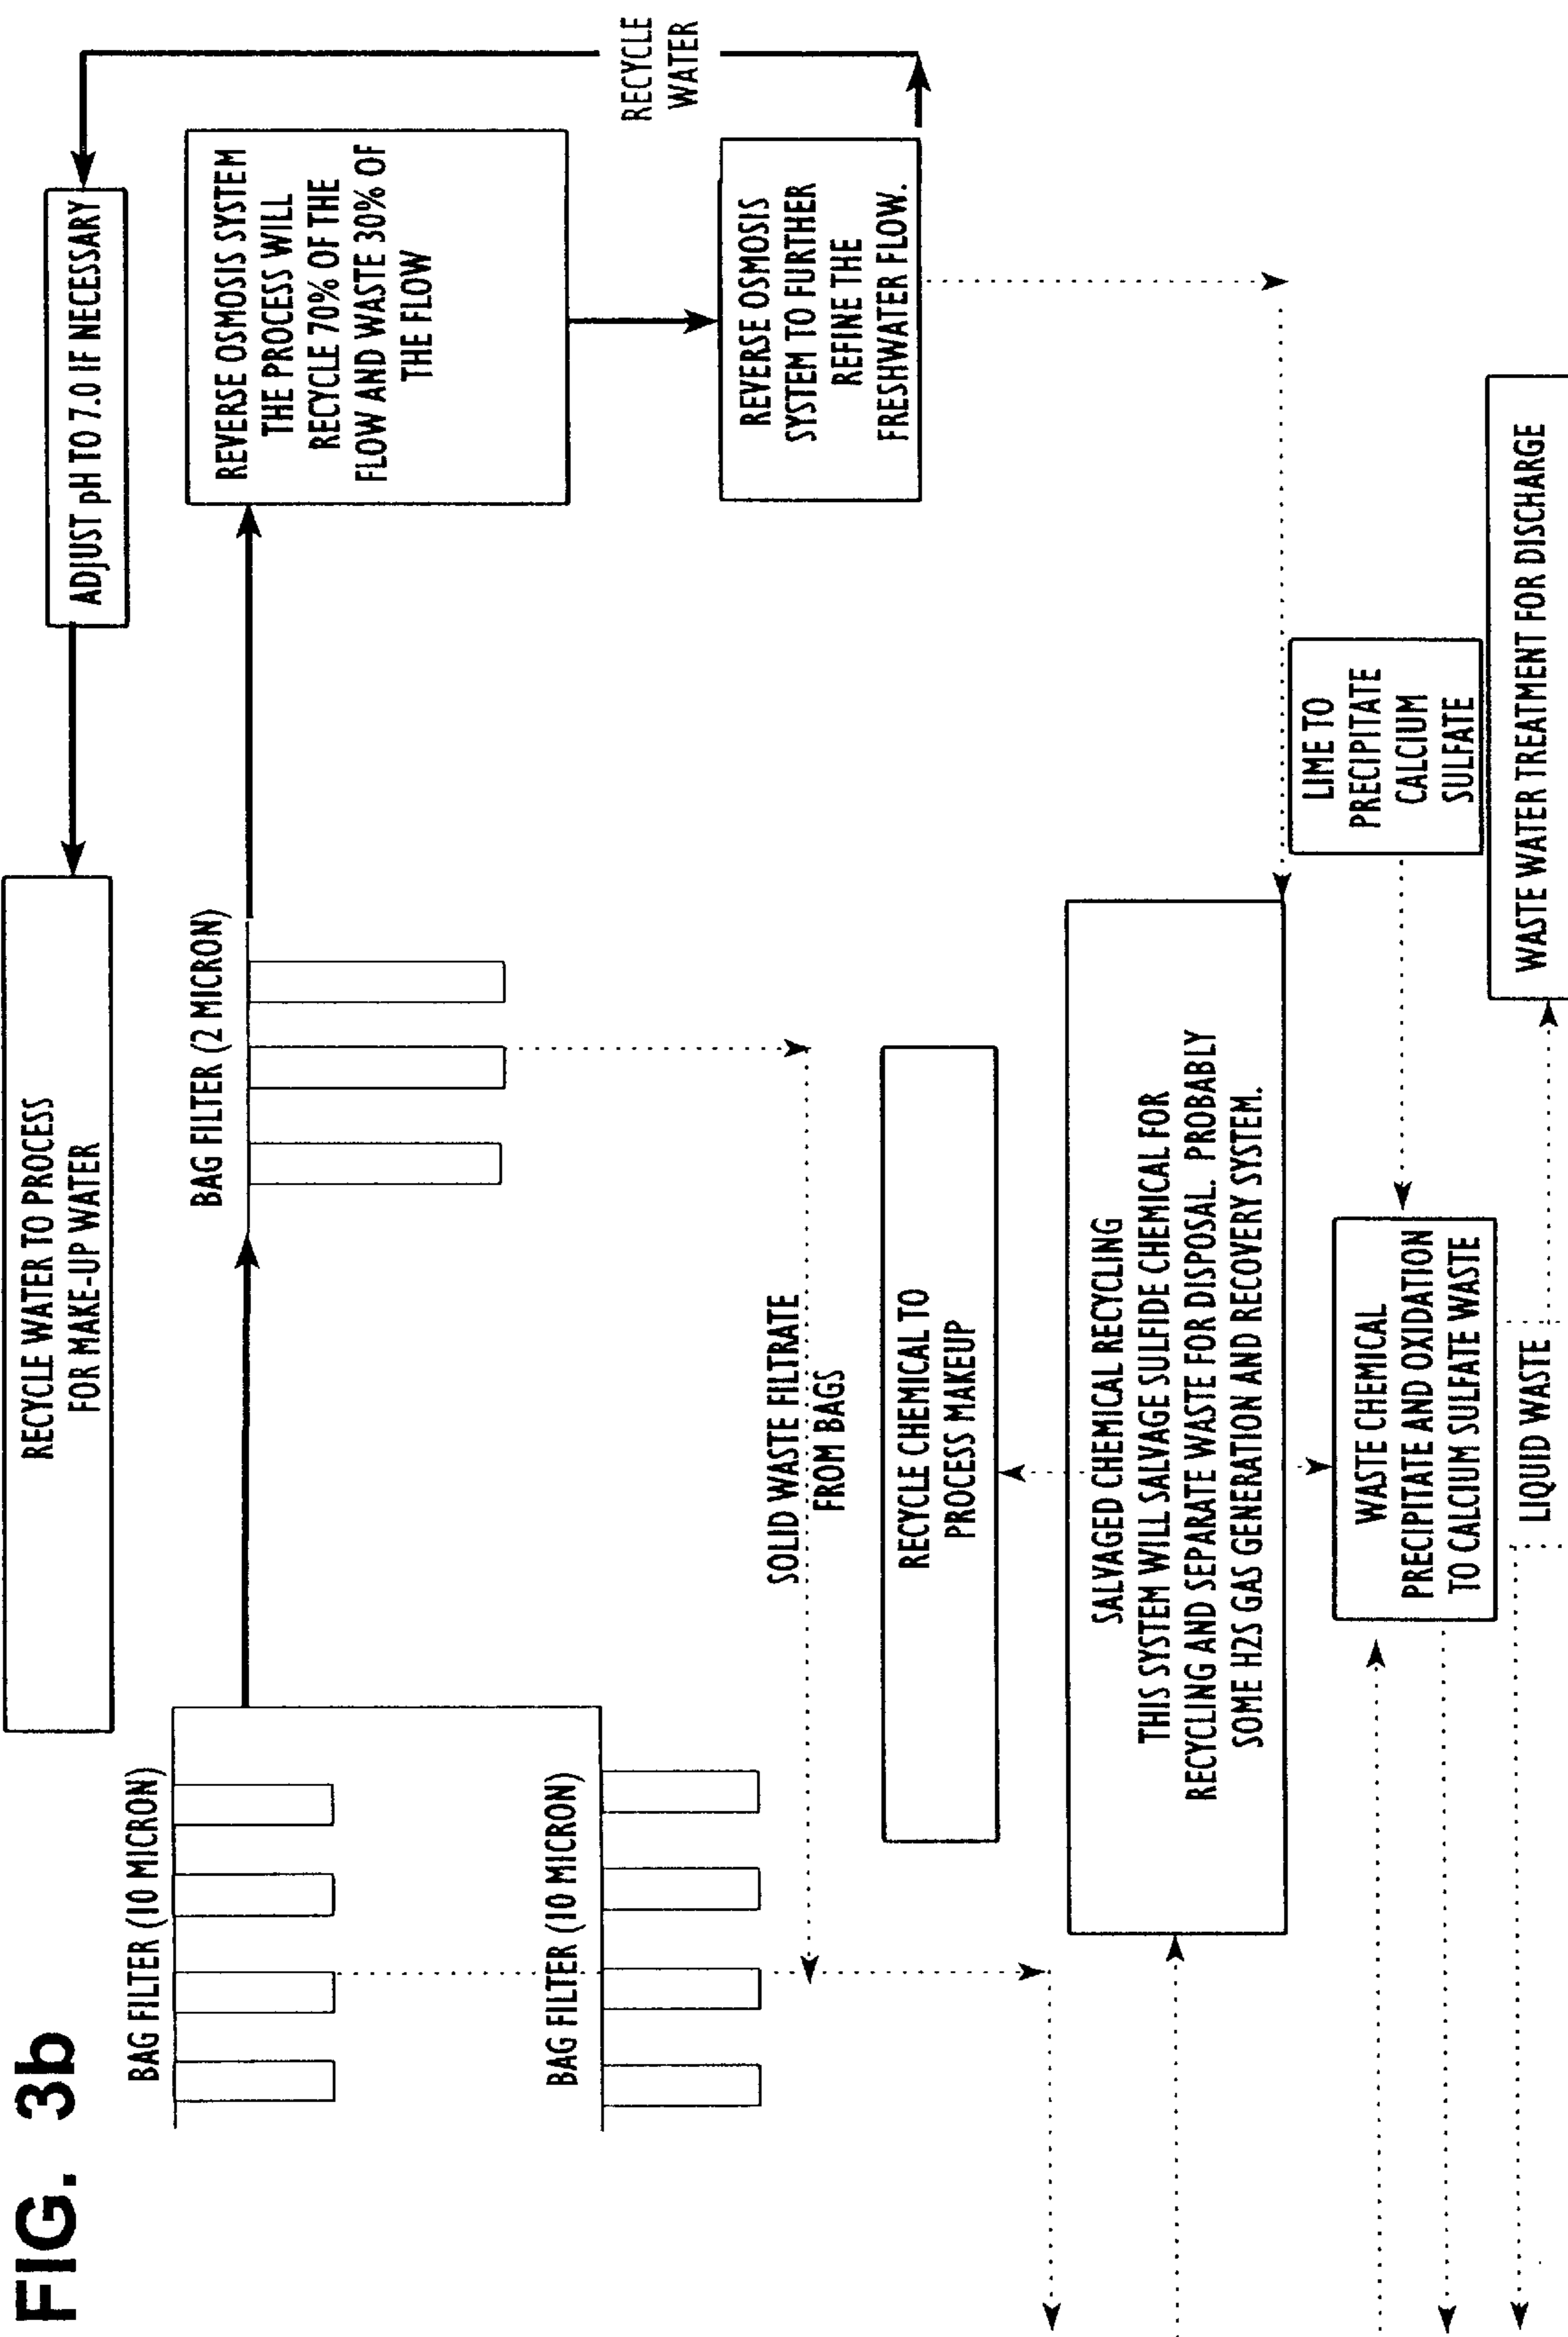 FIG. 3b
RECYCLE WATER TO PROCESS
FOR MAKE-UP WATER
ADJUST pH TO 7.0 IF NECESSARY
BAG FILTER (10 MICRON)
BAG FILTER (2 MICRON)
REVERSE OSMOSIS SYSTEM
THE PROCESS WILL
RECYCLE 70% OF THE
FLOW AND WASTE 30% OF
THE FLOW
RECYCLE
WATER
BAG FILTER (10 MICRON)
SOLID WASTE FILTRATE
FROM BAGS
REVERSE OSMOSIS
SYSTEM TO FURTHER
REFINE THE
FRESHWATER FLOW.
RECYCLE CHEMICAL TO
PROCESS MAKEUP
SALVAGED CHEMICAL RECYCLING
THIS SYSTEM WILL SALVAGE SULFIDE CHEMICAL FOR
RECYCLING AND SEPARATE WASTE FOR DISPOSAL. PROBABLY
SOME H2S GAS GENERATION AND RECOVERY SYSTEM.
LIME TO
PRECIPITATE
CALCIUM
SULFATE
WASTE CHEMICAL
PRECIPITATE AND OXIDATION
TO CALCIUM SULFATE WASTE
LIQUID WASTE
WASTE WATER TREATMENT FOR DISCHARGE